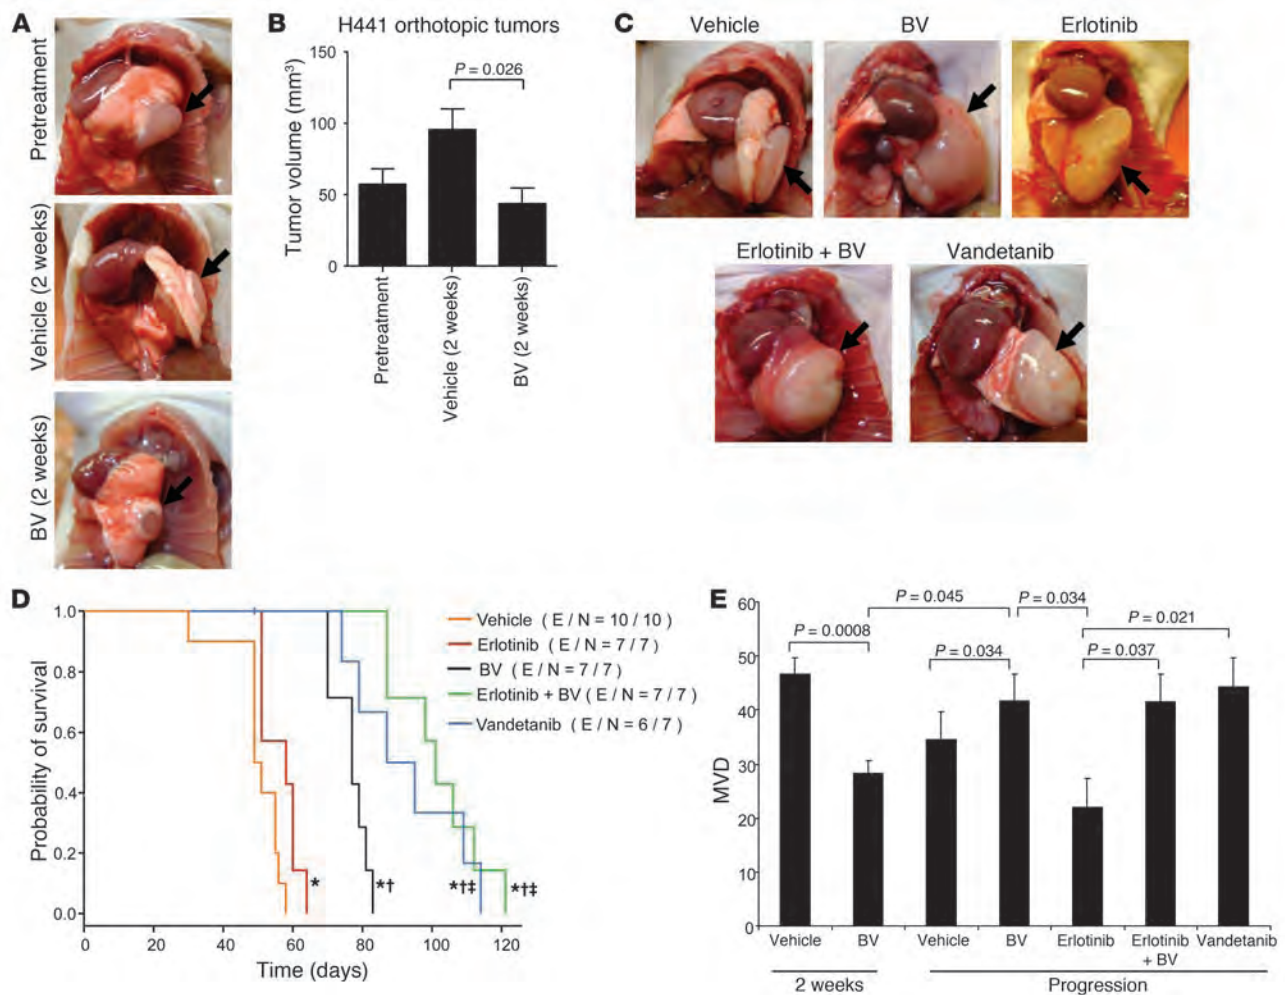 A
Pretreatment
Vehicle (2 weeks)
BV (2 weeks)
B
H441 orthotopic tumors
Tumor volume (mm³)
150
100
50
0
P = 0.026
Pretreatment
Vehicle (2 weeks)
BV (2 weeks)
C
Vehicle
BV
Erlotinib
Erlotinib + BV
Vandetanib
D
Probability of survival
1.0
0.8
0.6
0.4
0.2
0.0
Vehicle ( E / N = 10 / 10 )
Erlotinib ( E / N = 7 / 7 )
BV ( E / N = 7 / 7 )
Erlotinib + BV ( E / N = 7 / 7 )
Vandetanib ( E / N = 6 / 7 )
*
*†
*†‡
*†‡
0 20 40 60 80 100 120
Time (days)
E
MVD
60
50
40
30
20
10
0
P = 0.045
P = 0.034
P = 0.021
P = 0.0008
P = 0.034
P = 0.037
Vehicle BV Vehicle BV Erlotinib Erlotinib + BV Vandetanib
2 weeks Progression